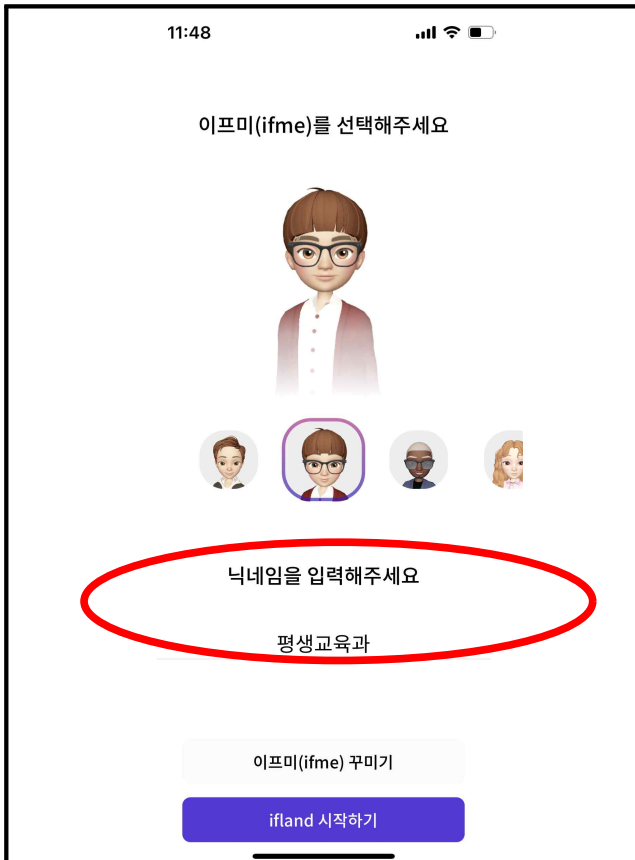 11:48
이프미(ifme)를 선택해주세요
닉네임을 입력해주세요
평생교육과
이프미(ifme) 꾸미기
ifland 시작하기